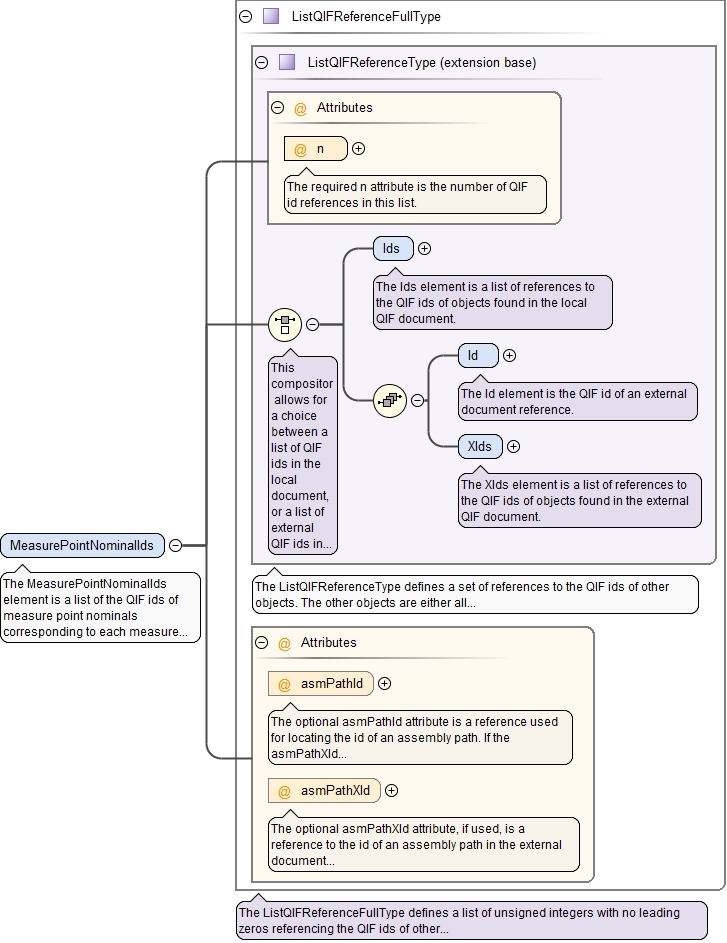 ListQIFReferenceFullType
ListQIFReferenceType (extension base)
@ Attributes
@ n
The required n attribute is the number of QIF
id references in this list.
Ids
The Ids element is a list of references to
the QIF ids of objects found in the local
QIF document.
This
compositor
allows for
a choice
between a
list of QIF
ids in the
local
document,
or a list of
external
QIF ids in...
Id
The Id element is the QIF id of an external
document reference.
XIds
The XIds element is a list of references to
the QIF ids of objects found in the external
QIF document.
MeasurePointNominalIds
The MeasurePointNominalIds
element is a list of the QIF ids of
measure point nominals
corresponding to each measure...
The ListQIFReferenceType defines a set of references to the QIF ids of other
objects. The other objects are either all...
@ Attributes
@ asmPathId
The optional asmPathId attribute is a reference used
for locating the id of an assembly path. If the
asmPathXId...
@ asmPathXId
The optional asmPathXId attribute, if used, is a
reference to the id of an assembly path in the external
document...
The ListQIFReferenceFullType defines a list of unsigned integers with no leading
zeros referencing the QIF ids of other...